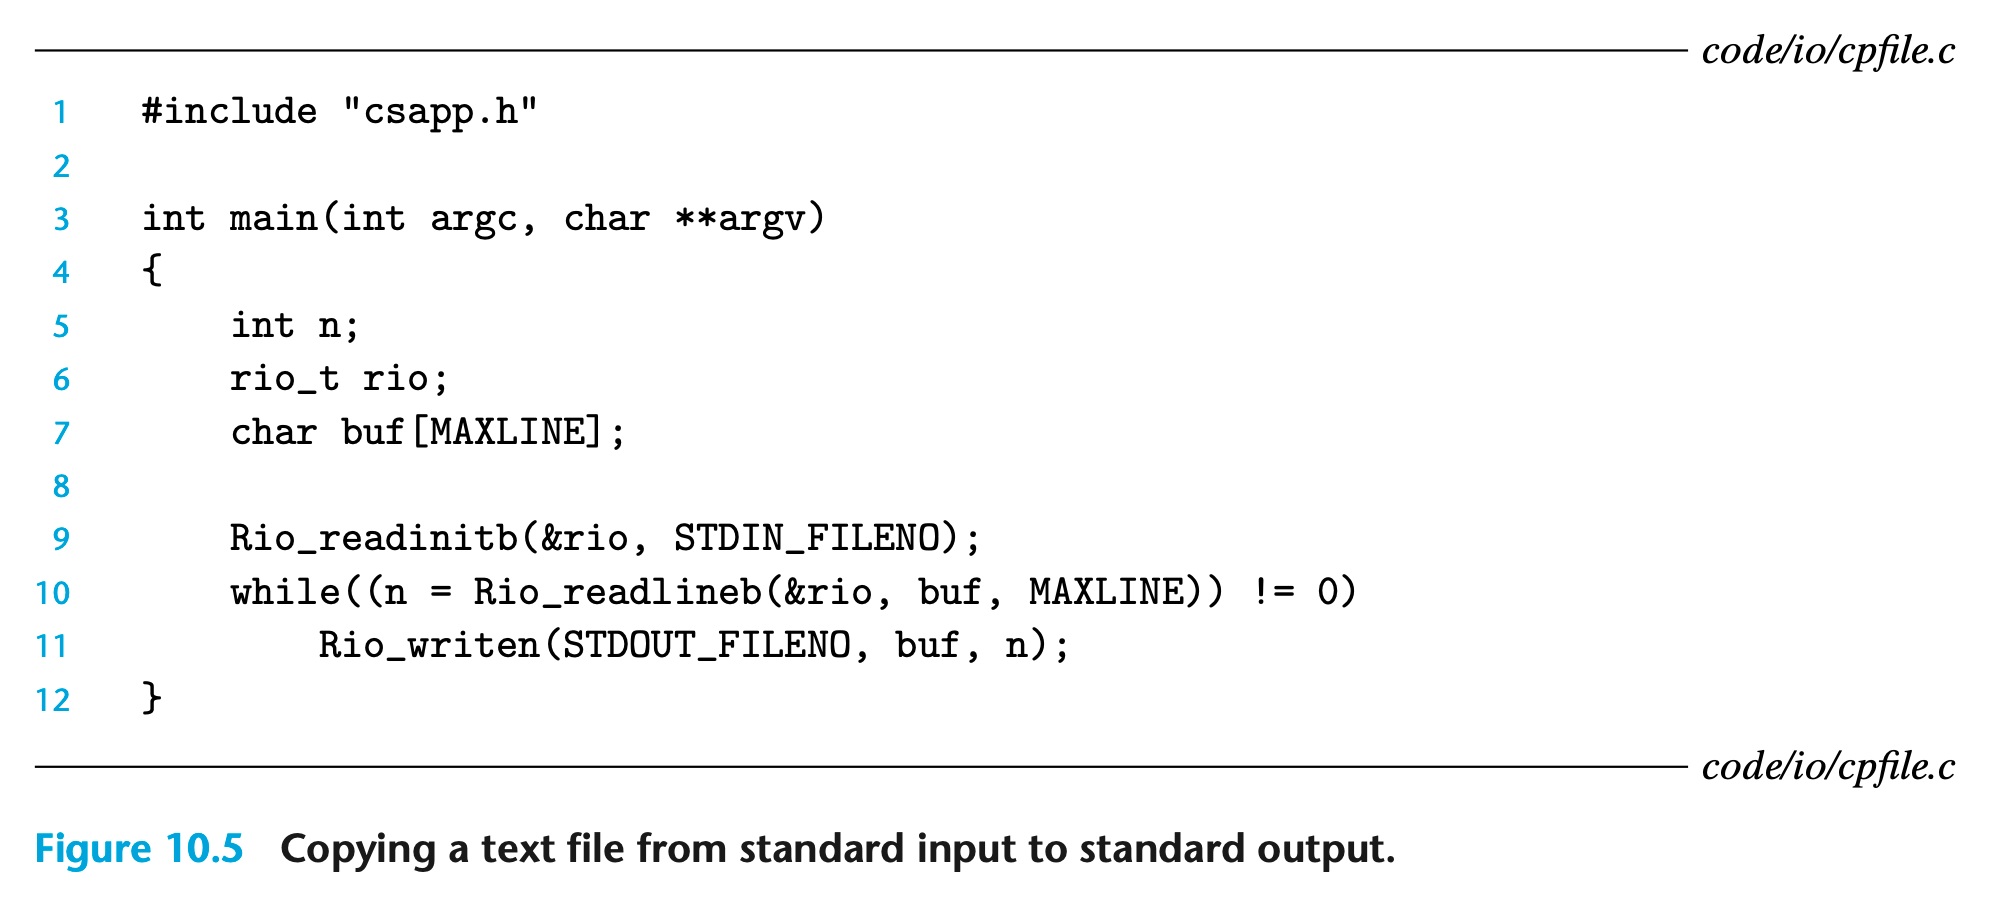 code/io/cpfile.c
1 #include "csapp.h"
2
3 int main(int argc, char **argv)
4 {
5     int n;
6     rio_t rio;
7     char buf[MAXLINE];
8
9     Rio_readinitb(&rio, STDIN_FILENO);
10     while((n = Rio_readlineb(&rio, buf, MAXLINE)) != 0)
11         Rio_writen(STDOUT_FILENO, buf, n);
12 }
code/io/cpfile.c
Figure 10.5 Copying a text file from standard input to standard output.